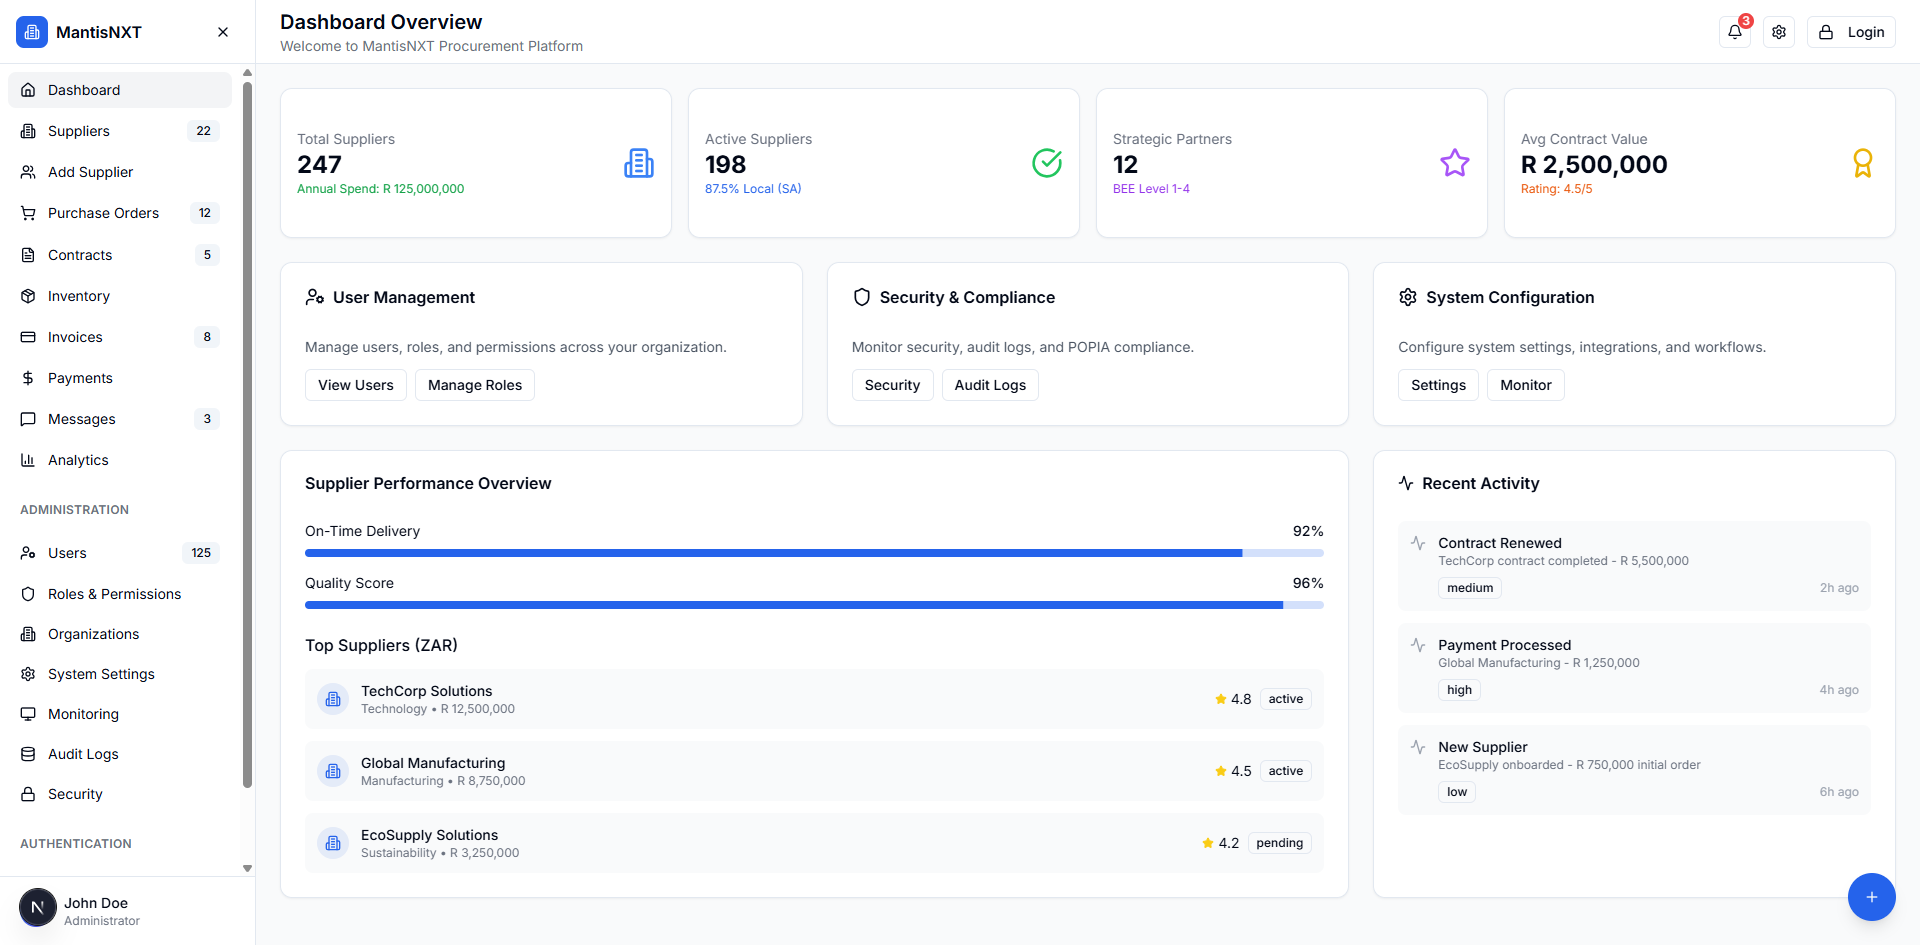 MantisNXT
Dashboard
Suppliers 22
Add Supplier
Purchase Orders 12
Contracts 5
Inventory
Invoices 8
Payments
Messages 3
Analytics
ADMINISTRATION
Users 125
Roles & Permissions
Organizations
System Settings
Monitoring
Audit Logs
Security
AUTHENTICATION
N
John Doe
Administrator
Dashboard Overview
Welcome to MantisNXT Procurement Platform
3
Login
Total Suppliers
247
Annual Spend: R 125,000,000
Active Suppliers
198
87.5% Local (SA)
Strategic Partners
12
BEE Level 1-4
Avg Contract Value
R 2,500,000
Rating: 4.5/5
User Management
Manage users, roles, and permissions across your organization.
View Users Manage Roles
Security & Compliance
Monitor security, audit logs, and POPIA compliance.
Security Audit Logs
System Configuration
Configure system settings, integrations, and workflows.
Settings Monitor
Supplier Performance Overview
On-Time Delivery 92%
Quality Score 96%
Top Suppliers (ZAR)
TechCorp Solutions
Technology • R 12,500,000
4.8 active
Global Manufacturing
Manufacturing • R 8,750,000
4.5 active
EcoSupply Solutions
Sustainability • R 3,250,000
4.2 pending
Recent Activity
Contract Renewed
TechCorp contract completed - R 5,500,000
medium 2h ago
Payment Processed
Global Manufacturing - R 1,250,000
high 4h ago
New Supplier
EcoSupply onboarded - R 750,000 initial order
low 6h ago